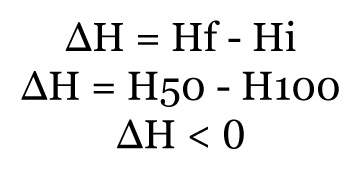 ΔH = Hf - Hi
ΔH = H50 - H100
ΔH < 0